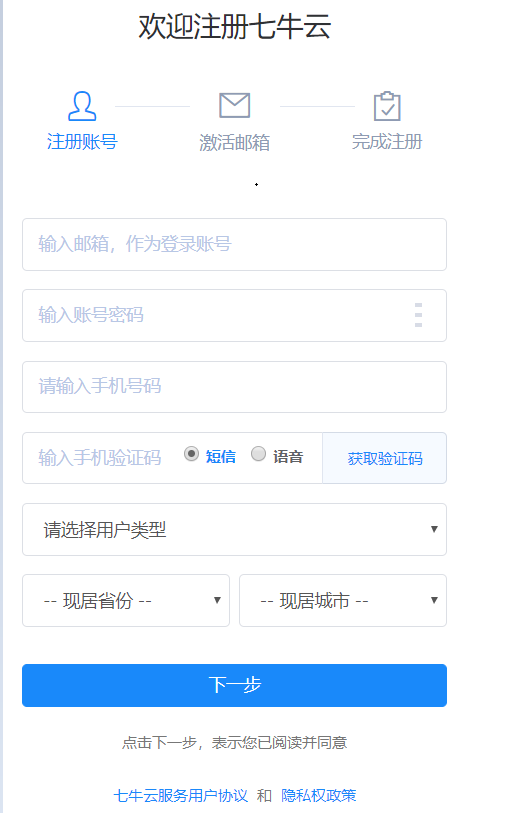 欢迎注册七牛云
注册账号 激活邮箱 完成注册
输入邮箱，作为登录账号
输入账号密码
请输入手机号码
输入手机验证码 短信 语音 获取验证码
请选择用户类型
-- 现居省份 -- -- 现居城市 --
下一步
点击下一步，表示您已阅读并同意
七牛云服务用户协议 和 隐私权政策